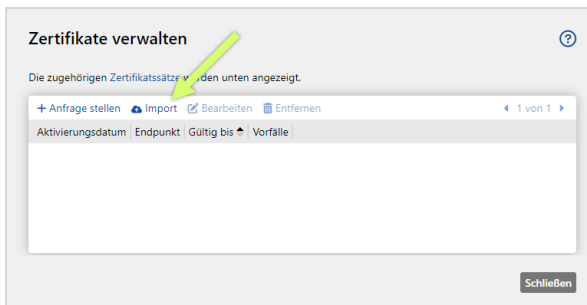 Zertifikate verwalten
Die zugehörigen Zertifikatssätze werden unten angezeigt.
Anfrage stellen Import Bearbeiten Entfernen 1 von 1
Aktivierungsdatum Endpunkt Gültig bis Vorfälle
Schließen